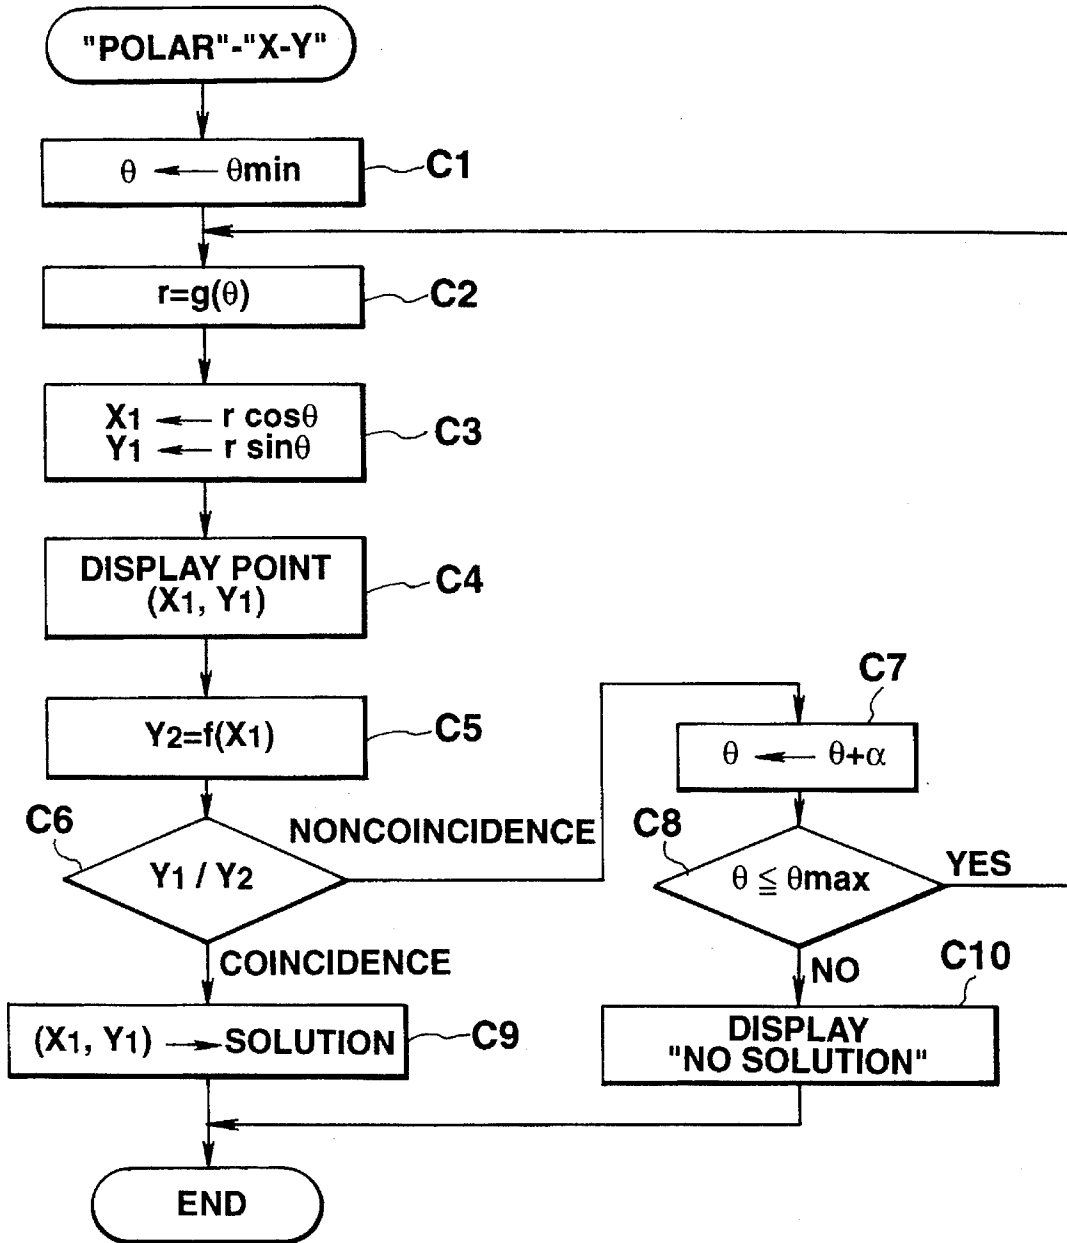 "POLAR"-"X-Y"
θ ← θmin
C1
r=g(θ)
C2
X1 ← r cosθ
Y1 ← r sinθ
C3
DISPLAY POINT
(X1, Y1)
C4
Y2=f(X1)
C5
C6
Y1 / Y2
NONCOINCIDENCE
COINCIDENCE
C7
θ ← θ+α
C8
θ ≦ θmax
YES
NO
(X1, Y1) → SOLUTION
C9
C10
DISPLAY
"NO SOLUTION"
END